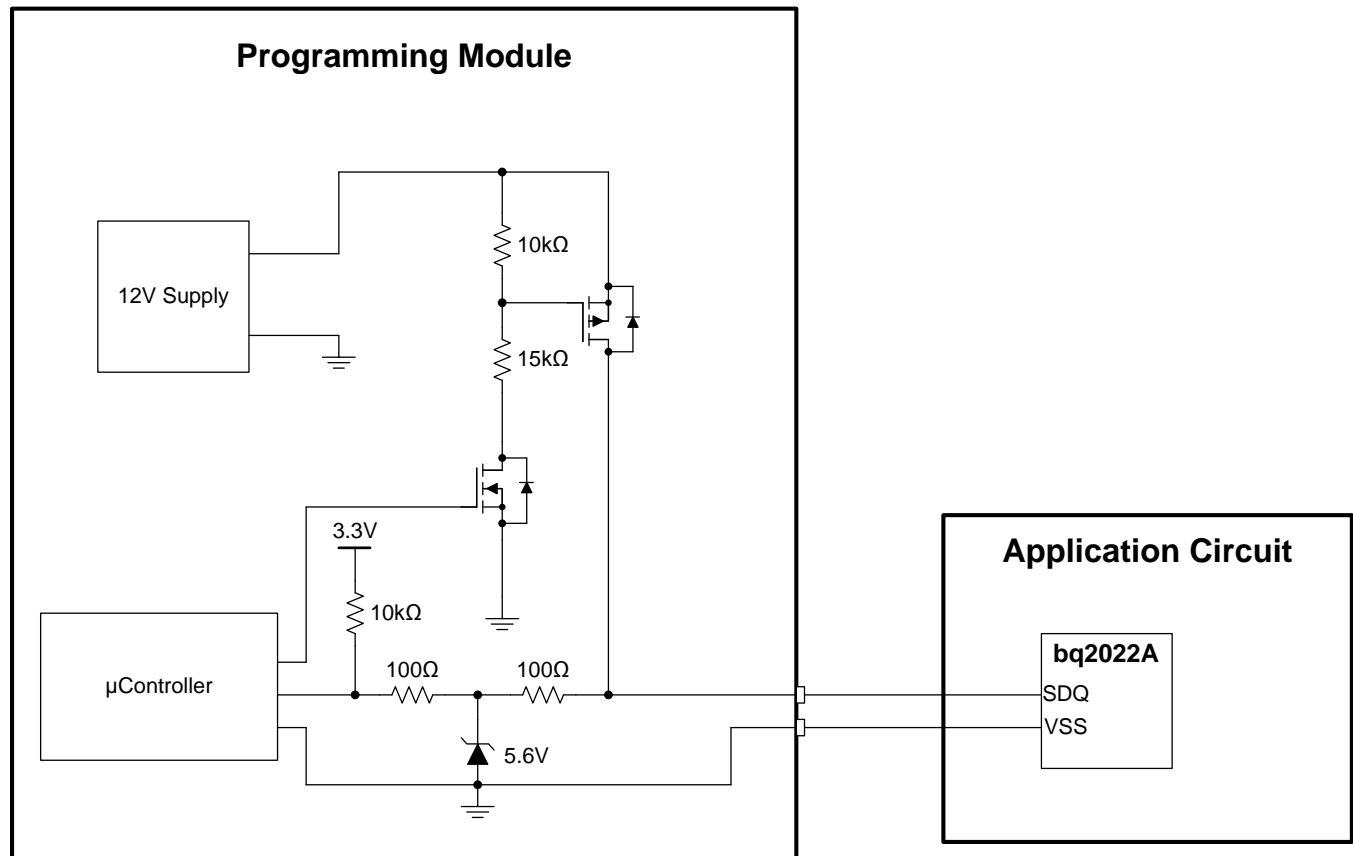 Programming Module
12V Supply
10kΩ
15kΩ
3.3V
10kΩ
µController
100Ω
100Ω
5.6V
Application Circuit
bq2022A
SDQ
VSS